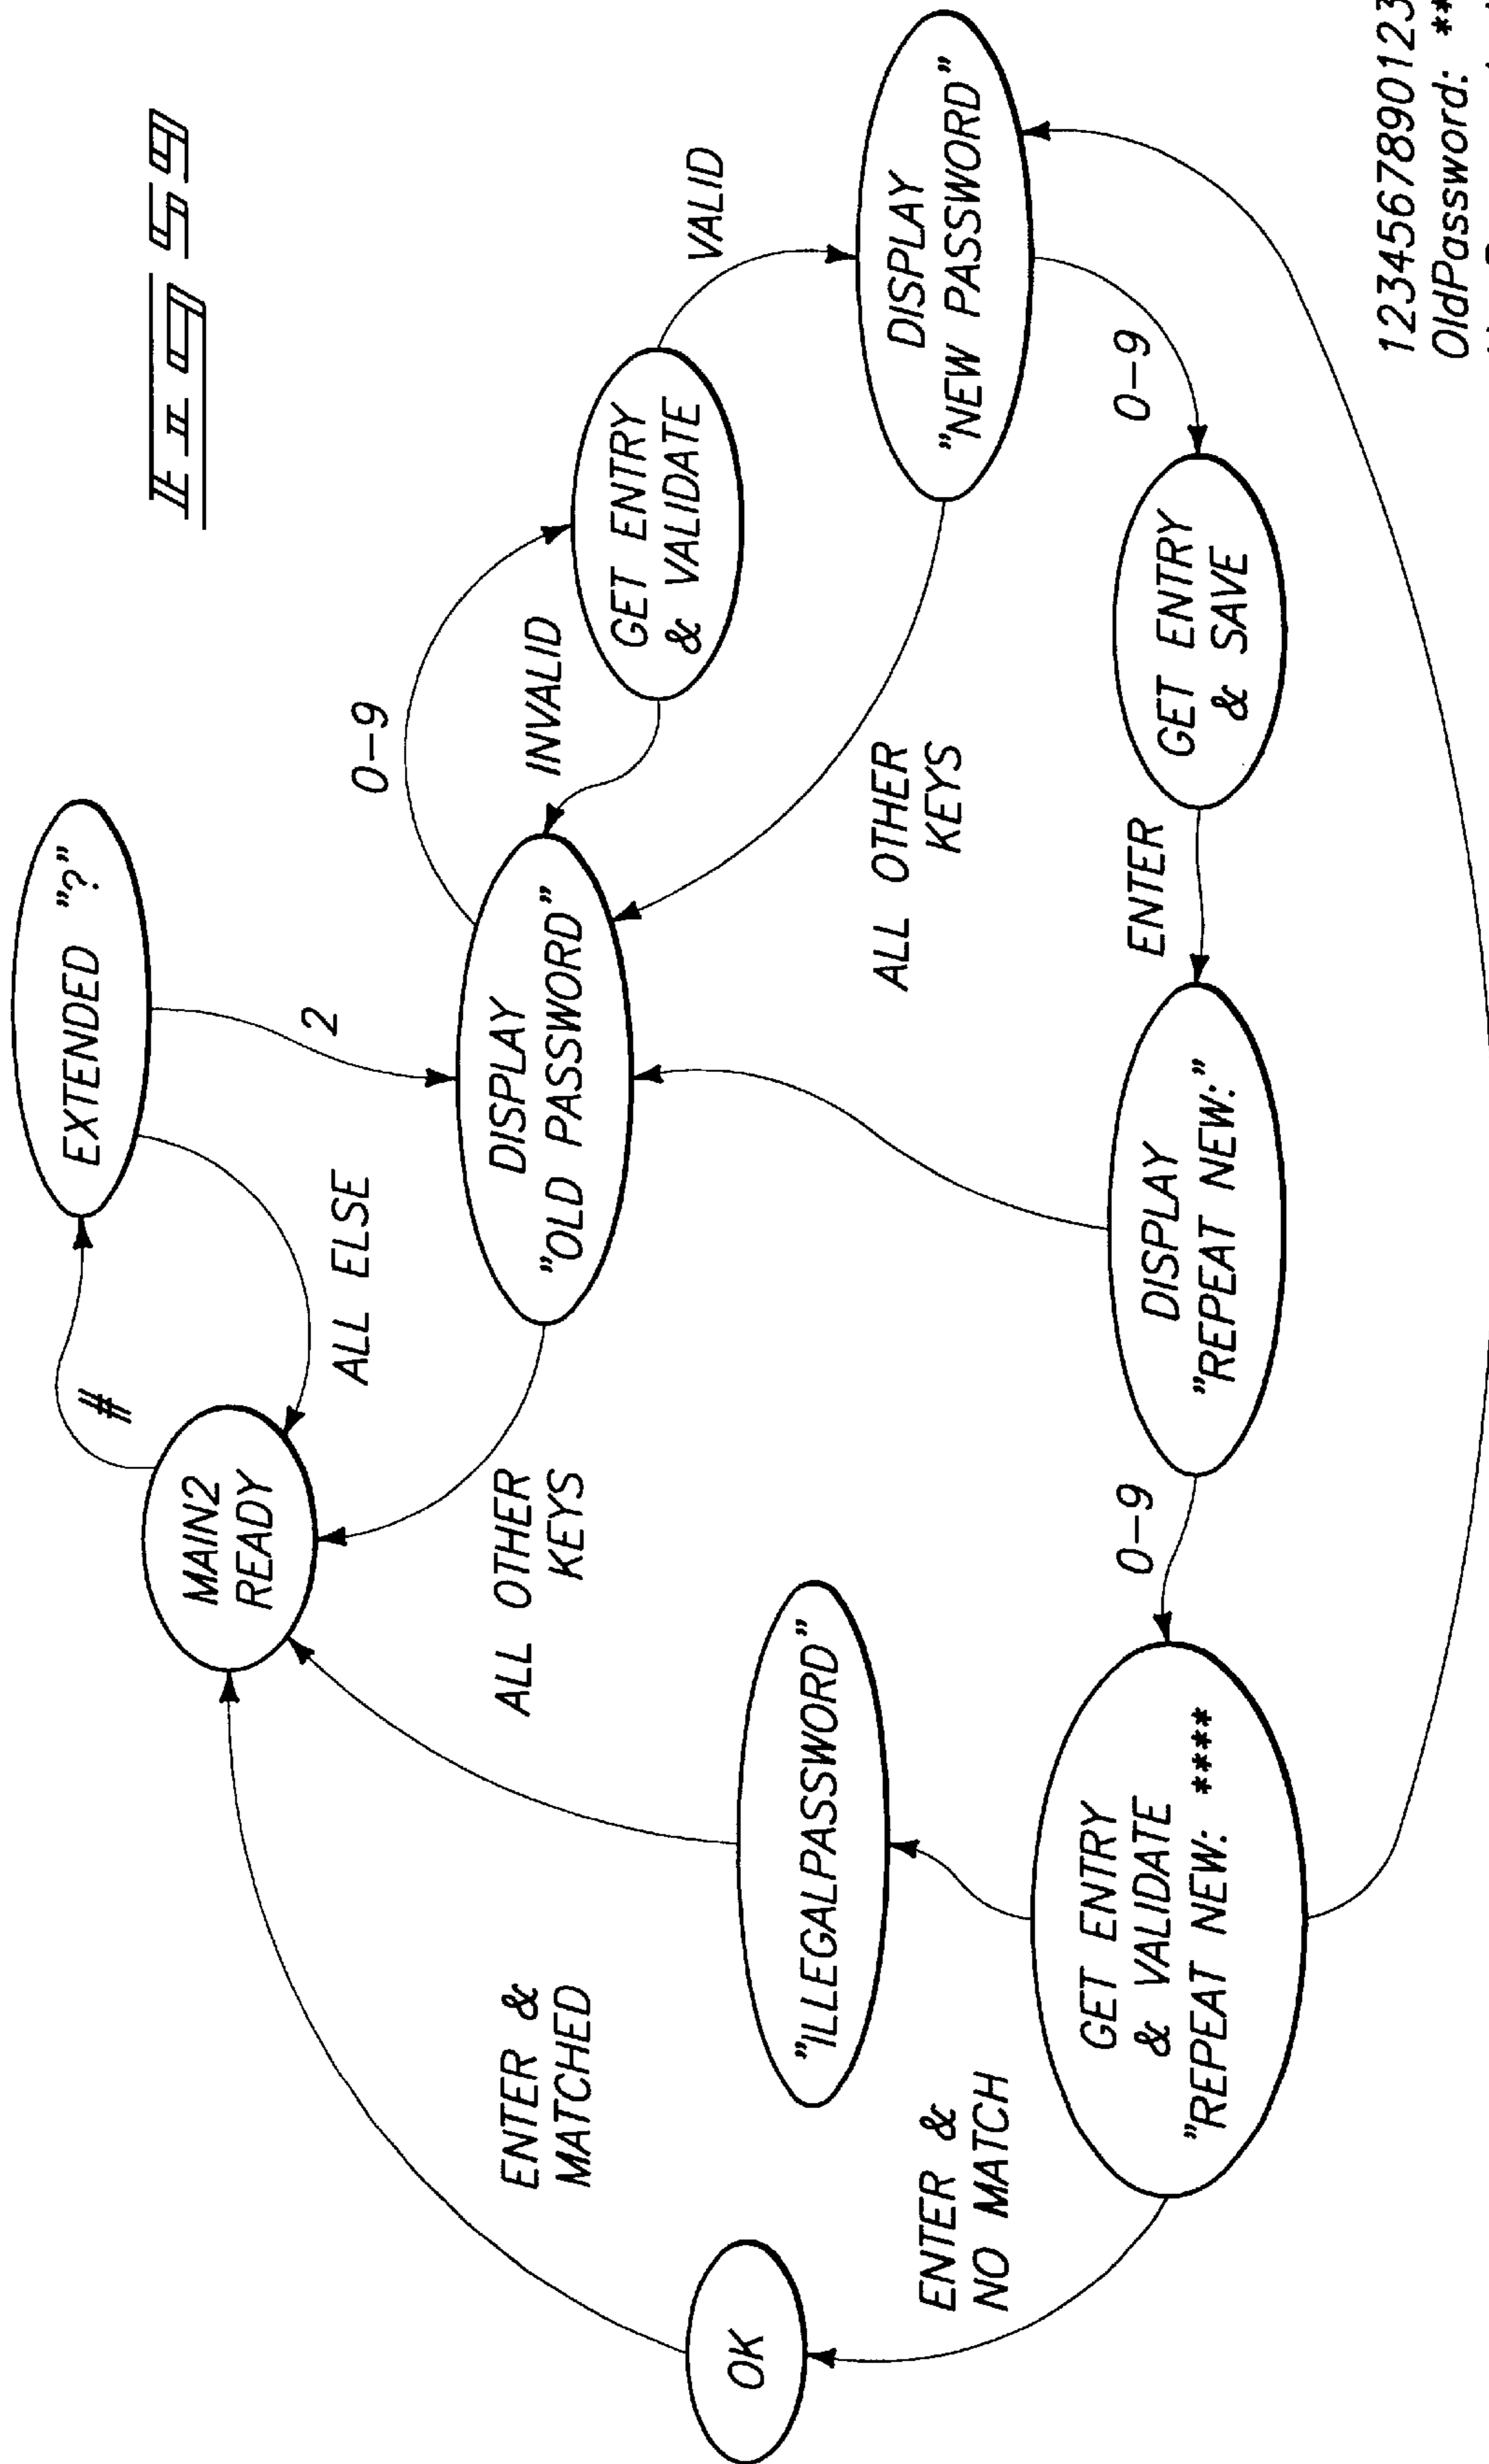 EXTENDED "?"
#
FIG 59
MAIN2
READY
2
ALL ELSE
0-9
DISPLAY
"OLD PASSWORD"
INVALID
ENTER &
MATCHED
ALL OTHER
KEYS
GET ENTRY
& VALIDATE
VALID
OK
"ILLEGALPASSWORD"
ALL OTHER
KEYS
DISPLAY
"NEW PASSWORD"
ENTER &
NO MATCH
GET ENTRY
& VALIDATE
"REPEAT NEW: ****
0-9
DISPLAY
"REPEAT NEW:"
ENTER
GET ENTRY
& SAVE
0-9
1234567890123
OldPassword: **